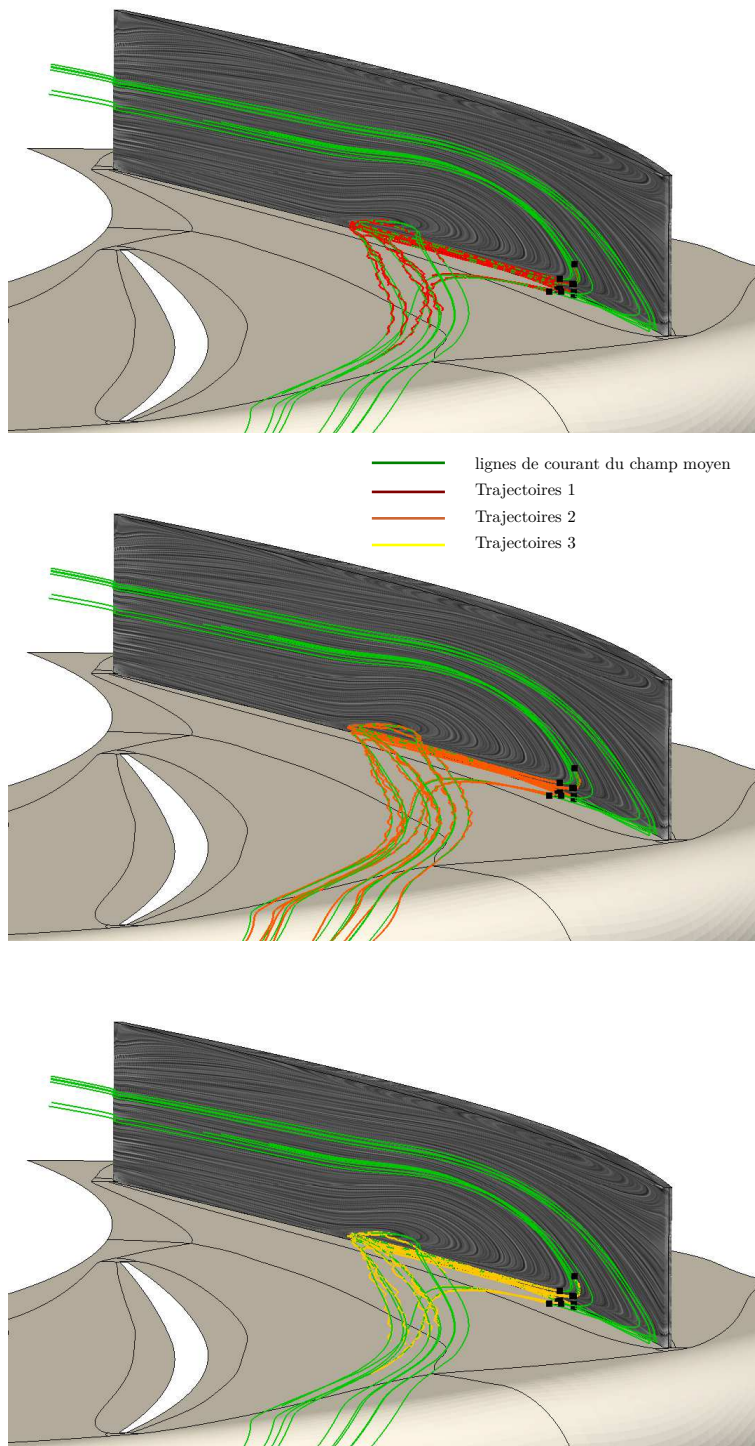 lignes de courant du champ moyen
Trajectoires 1
Trajectoires 2
Trajectoires 3